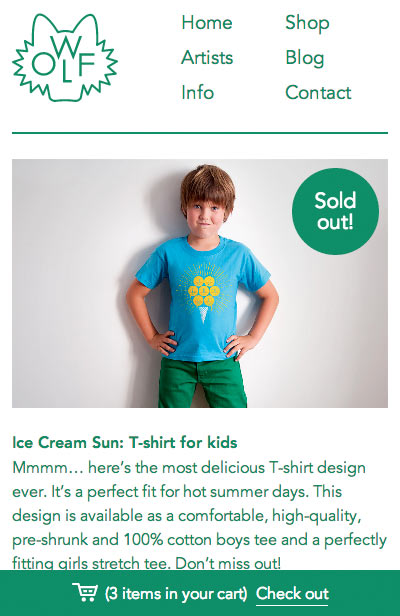 WOLF
Home
Shop
Artists
Blog
Info
Contact
Sold
out!
Ice Cream Sun: T-shirt for kids
Mmmm… here’s the most delicious T-shirt design
ever. It’s a perfect fit for hot summer days. This
design is available as a comfortable, high-quality,
pre-shrunk and 100% cotton boys tee and a perfectly
fitting girls stretch tee. Don’t miss out!
(3 items in your cart) Check out